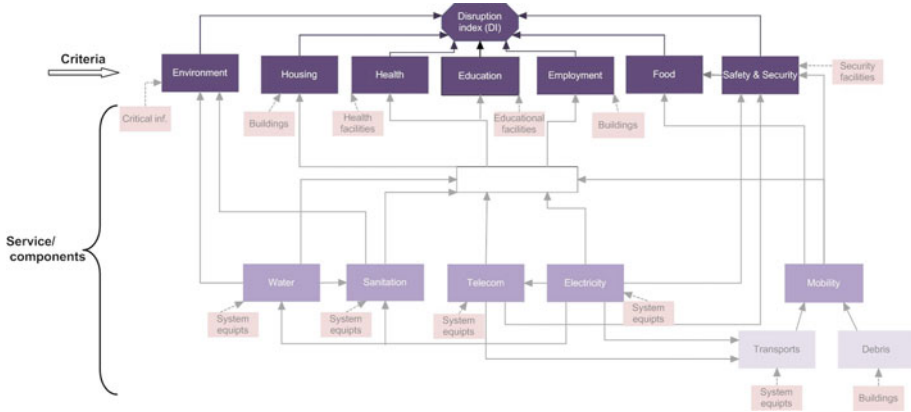 Disruption
index (DI)
Criteria
Environment
Housing
Health
Education
Employment
Food
Safety & Security
Security
facilities
Critical inf.
Buildings
Health
facilities
Educational
facilities
Buildings
Service/
components
Water
Sanitation
Telecom
Electricity
Mobility
System
equipts
System
equipts
System
equipts
System
equipts
Transports
Debris
System
equipts
Buildings